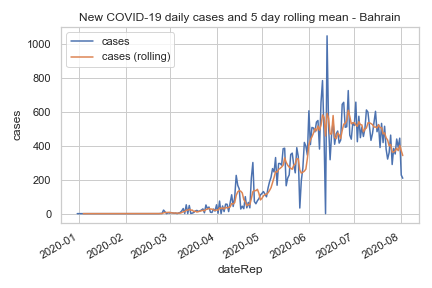 New COVID-19 daily cases and 5 day rolling mean - Bahrain
cases
cases (rolling)
1000
800
600
400
200
0
cases
2020-01
2020-02
2020-03
2020-04
2020-05
2020-06
2020-07
2020-08
dateRep